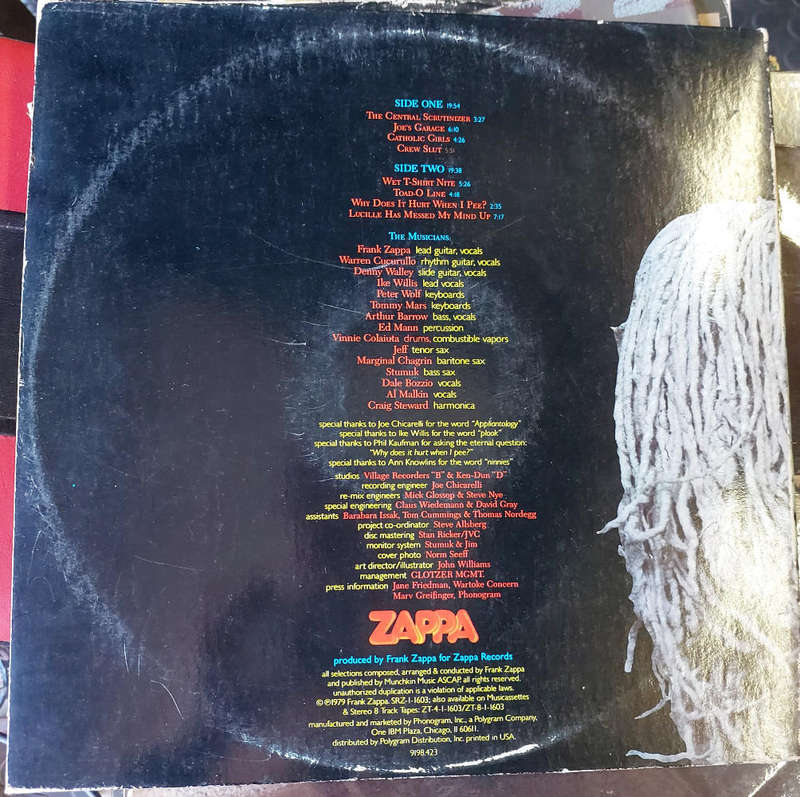 SIDE ONE 19:54
THE CENTRAL SCRUTINIZER 3:27
JOE'S GARAGE 6:10
CATHOLIC GIRLS 4:26
CREW SLUT 5:51
SIDE TWO 19:38
WET T-SHIRT NITE 5:26
TOAD-O LINE 4:18
WHY DOES IT HURT WHEN I PEE? 2:35
LUCILLE HAS MESSED MY MIND UP 7:17
THE MUSICIANS:
Frank Zappa lead guitar, vocals
Warren Cucurullo rhythm guitar, vocals
Denny Walley slide guitar, vocals
Ike Willis lead vocals
Peter Wolf keyboards
Tommy Mars keyboards
Arthur Barrow bass, vocals
Ed Mann percussion
Vinnie Colaiuta drums, combustible vapors
Jeff tenor sax
Marginal Chagrin baritone sax
Stumuk bass sax
Dale Bozzio vocals
Al Malkin vocals
Craig Steward harmonica
special thanks to Joe Chicarelli for the word "Appliantology"
special thanks to Ike Willis for the word "plook"
special thanks to Phil Kaufman for asking the eternal question:
"Why does it hurt when I pee?"
special thanks to Ann Knowlins for the word "ninnies"
studios Village Recorders "B" & Ken-Dun "D"
recording engineer Joe Chicarelli
re-mix engineers Mick Glossop & Steve Nye
special engineering Claus Wiedemann & David Gray
assistants Barabara Issak, Tom Cummings & Thomas Nordegg
project co-ordinator Steve Allsberg
disc mastering Stan Ricker/JVC
monitor system Stumuk & Jim
cover photo Norm Seeff
art director/illustrator John Williams
management GLOTZER MGMT.
press information Jane Friedman, Wartoke Concern
Marv Greifinger, Phonogram
ZAPPA
produced by Frank Zappa for Zappa Records
all selections composed, arranged & conducted by Frank Zappa
and published by Munchkin Music ASCAP, all rights reserved.
unauthorized duplication is a violation of applicable laws.
© ℗1979 Frank Zappa. SRZ-1-1603; also available on Musicassettes
& Stereo 8 Track Tapes: ZT-4-1-1603/ZT-8-1-1603
manufactured and marketed by Phonogram, Inc., a Polygram Company,
One IBM Plaza, Chicago, Il 60611.
distributed by Polygram Distribution, Inc. printed in USA.
9198.423